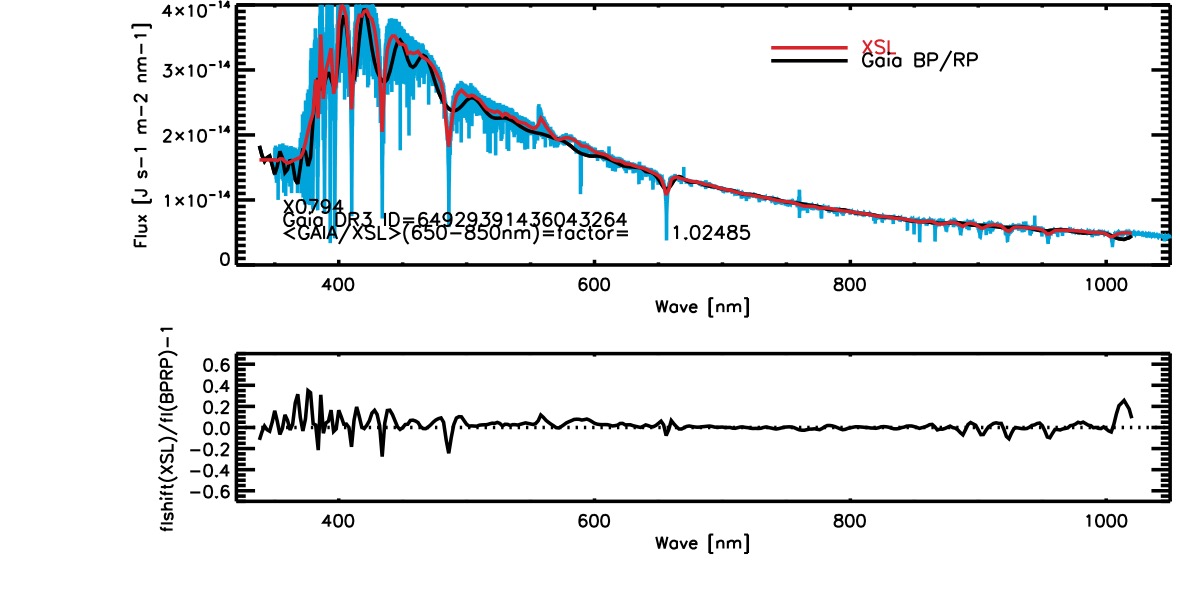 4×10⁻¹⁴
3×10⁻¹⁴
2×10⁻¹⁴
1×10⁻¹⁴
0
Flux [J s−1 m−2 nm−1]
XSL
Gaia BP/RP
X0794
Gaia DR3 ID=6492939143604326​4
<GAIA/XSL>(650−850nm)=factor= 1.02485
400 600 800 1000
Wave [nm]
flshift(XSL)/fl(BPRP)−1
0.6
0.4
0.2
0.0
−0.2
−0.4
−0.6
400 600 800 1000
Wave [nm]